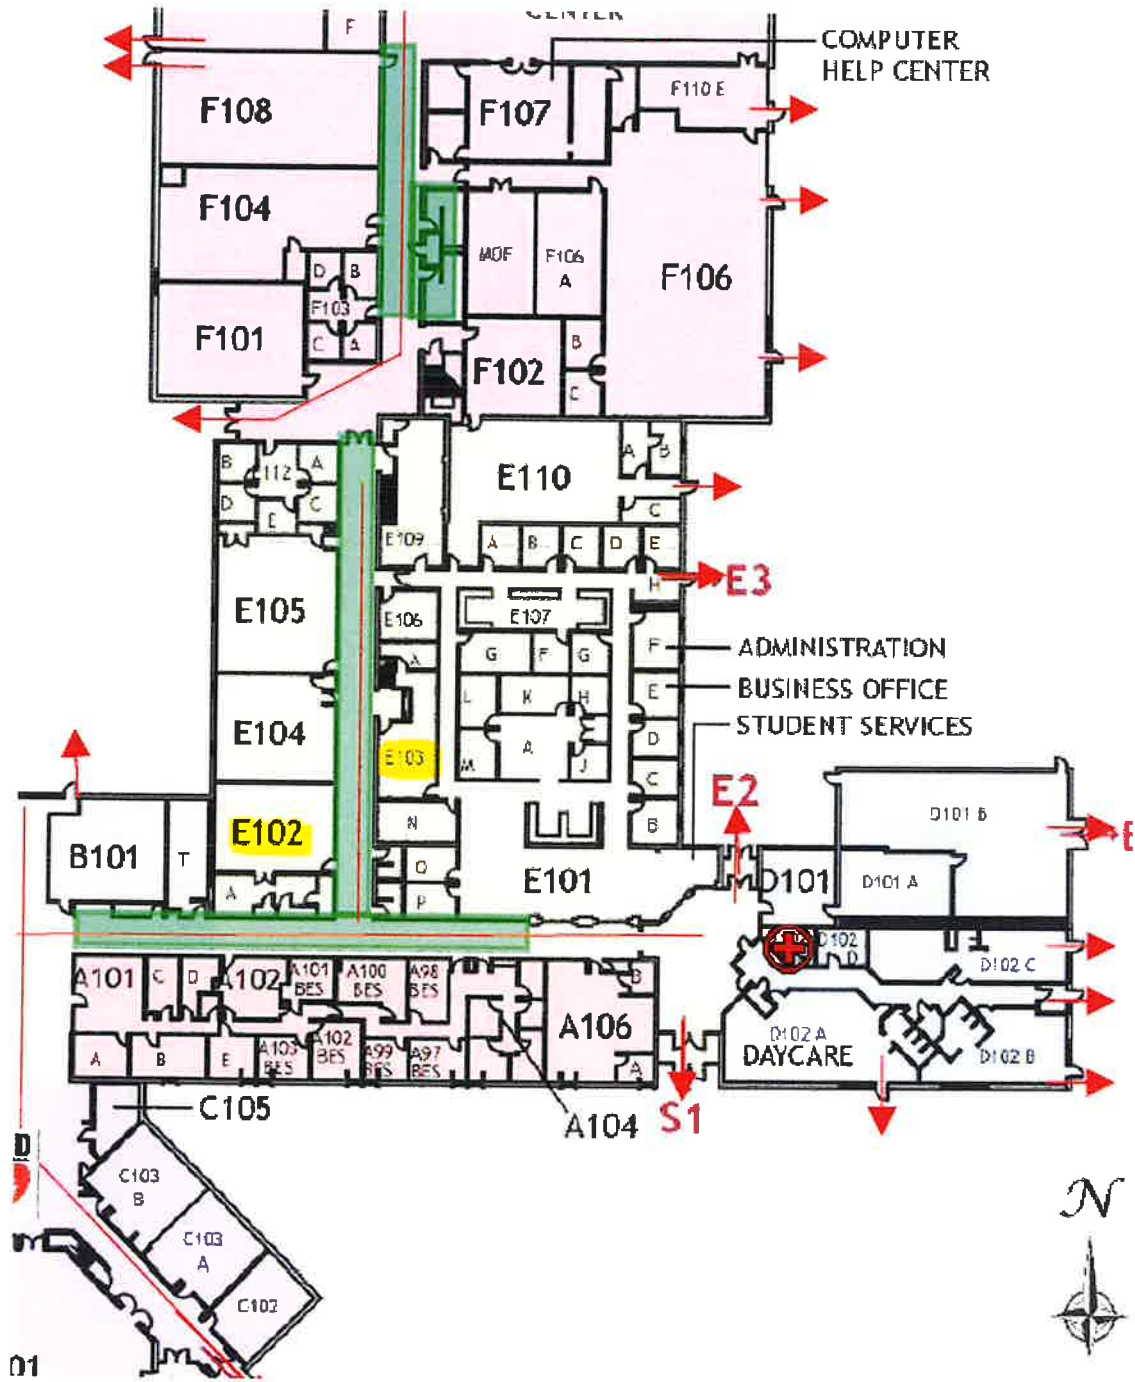 CENTER
F
COMPUTER
HELP CENTER
F108
F107
F110 E
F104
MDF
F106
A
F106
D
B
F103
C
A
F101
F102
B
C
B
112
A
D
E
C
E110
A
B
C
E109
A
B
C
D
E
H
E3
E105
E106
E107
A
G
F
G
F
ADMINISTRATION
L
K
H
E
BUSINESS OFFICE
STUDENT SERVICES
E104
E103
M
A
J
D
C
B
E2
B101
T
E102
N
Q
P
A
E101
D101
D101 A
D101 B
E
D102
D
D102 C
A101
C
D
A102
A101
BES
A100
BES
A98
BES
B
A106
A
B
E
A103
BES
A102
BES
A99
BES
A97
BES
A
D102 A
DAYCARE
D102 B
C105
A104
S1
D
C103
B
C103
A
C102
N
01